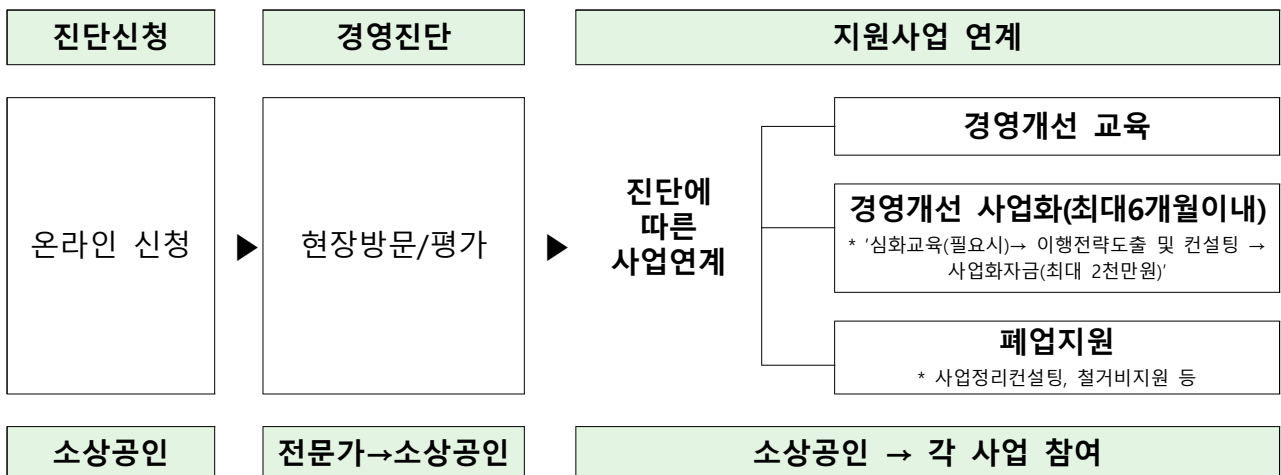 진단신청
경영진단
지원사업 연계
온라인 신청
▶
현장방문/평가
▶
진단에
따른
사업연계
경영개선 교육
경영개선 사업화(최대6개월이내)
* '심화교육(필요시)→ 이행전략도출 및 컨설팅 →
사업화자금(최대 2천만원)'
폐업지원
* 사업정리컨설팅, 철거비지원 등
소상공인
전문가→소상공인
소상공인 → 각 사업 참여